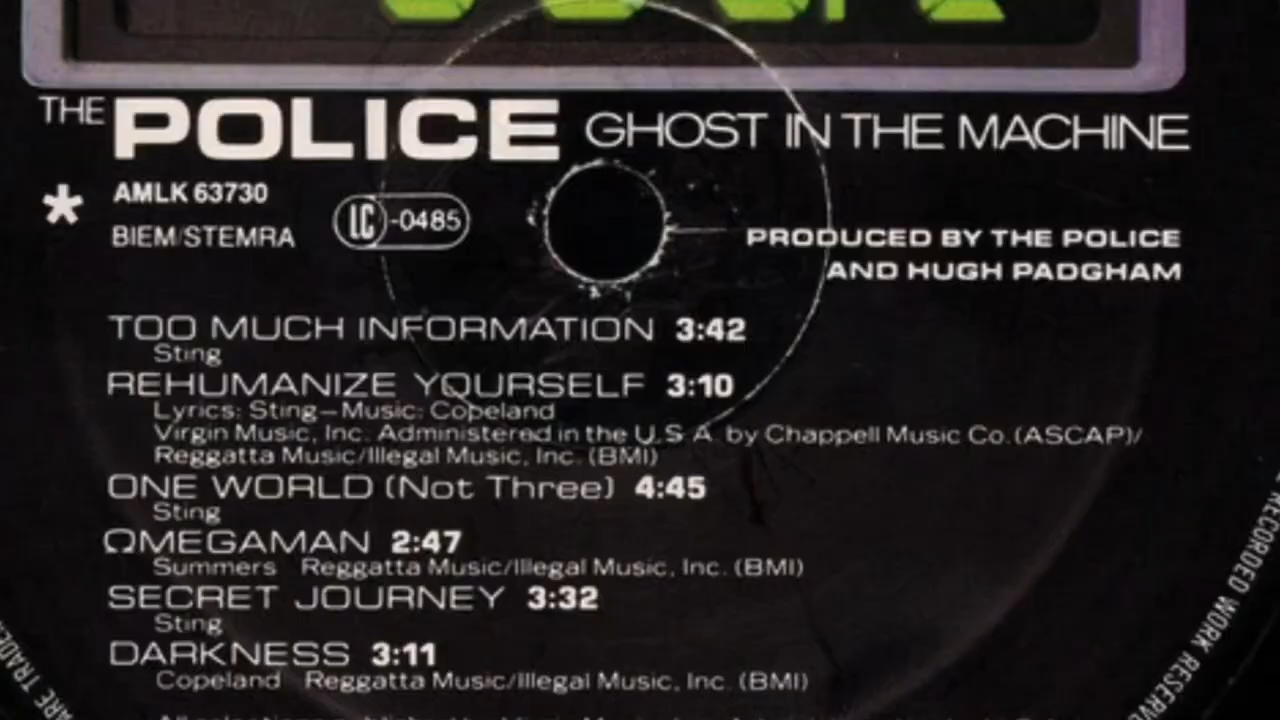 THE POLICE GHOST IN THE MACHINE
* AMLK 63730
BIEM/STEMRA
LC-0485
PRODUCED BY THE POLICE
AND HUGH PADGHAM
TOO MUCH INFORMATION 3:42
Sting
REHUMANIZE YOURSELF 3:10
Lyrics: Sting–Music: Copeland
Virgin Music, Inc. Administered in the U.S.A. by Chappell Music Co.(ASCAP)/
Reggatta Music/Illegal Music, Inc. (BMI)
ONE WORLD (Not Three) 4:45
Sting
ΩMEGAMAN 2:47
Summers Reggatta Music/Illegal Music, Inc. (BMI)
SECRET JOURNEY 3:32
Sting
DARKNESS 3:11
Copeland Reggatta Music/Illegal Music, Inc. (BMI)
RECORDED WORK
ARE